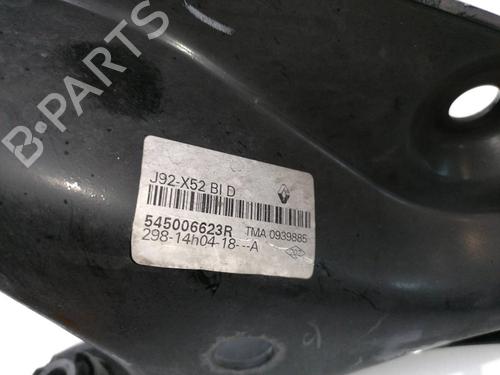 B-PARTS
J92-X52 BI D
545006623R TMA 0939885
298-14h04-18---A